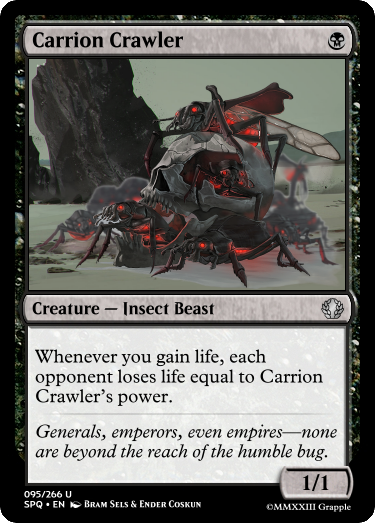 Carrion Crawler
Creature — Insect Beast
Whenever you gain life, each
opponent loses life equal to Carrion
Crawler's power.
Generals, emperors, even empires—none
are beyond the reach of the humble bug.
1/1
095/266 U
SPQ • EN Bram Sels & Ender Coskun
©MMXXIII Grapple